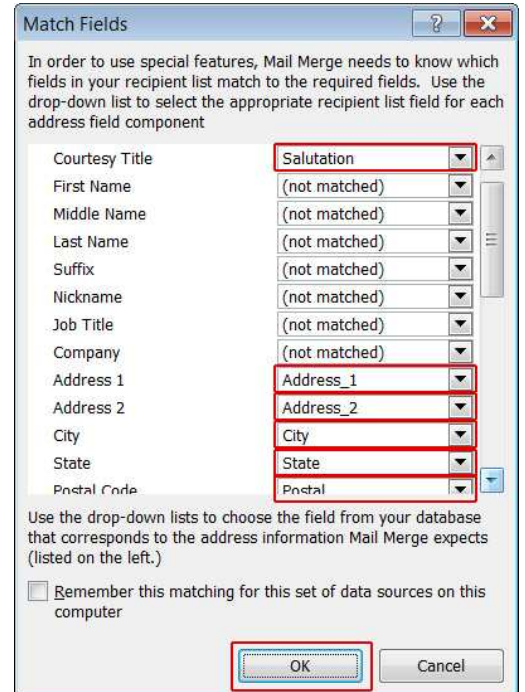 Match Fields
In order to use special features, Mail Merge needs to know which
fields in your recipient list match to the required fields. Use the
drop-down list to select the appropriate recipient list field for each
address field component
Courtesy Title Salutation
First Name (not matched)
Middle Name (not matched)
Last Name (not matched)
Suffix (not matched)
Nickname (not matched)
Job Title (not matched)
Company (not matched)
Address 1 Address_1
Address 2 Address_2
City City
State State
Postal Code Postal
Use the drop-down lists to choose the field from your database
that corresponds to the address information Mail Merge expects
(listed on the left.)
Remember this matching for this set of data sources on this
computer
OK Cancel